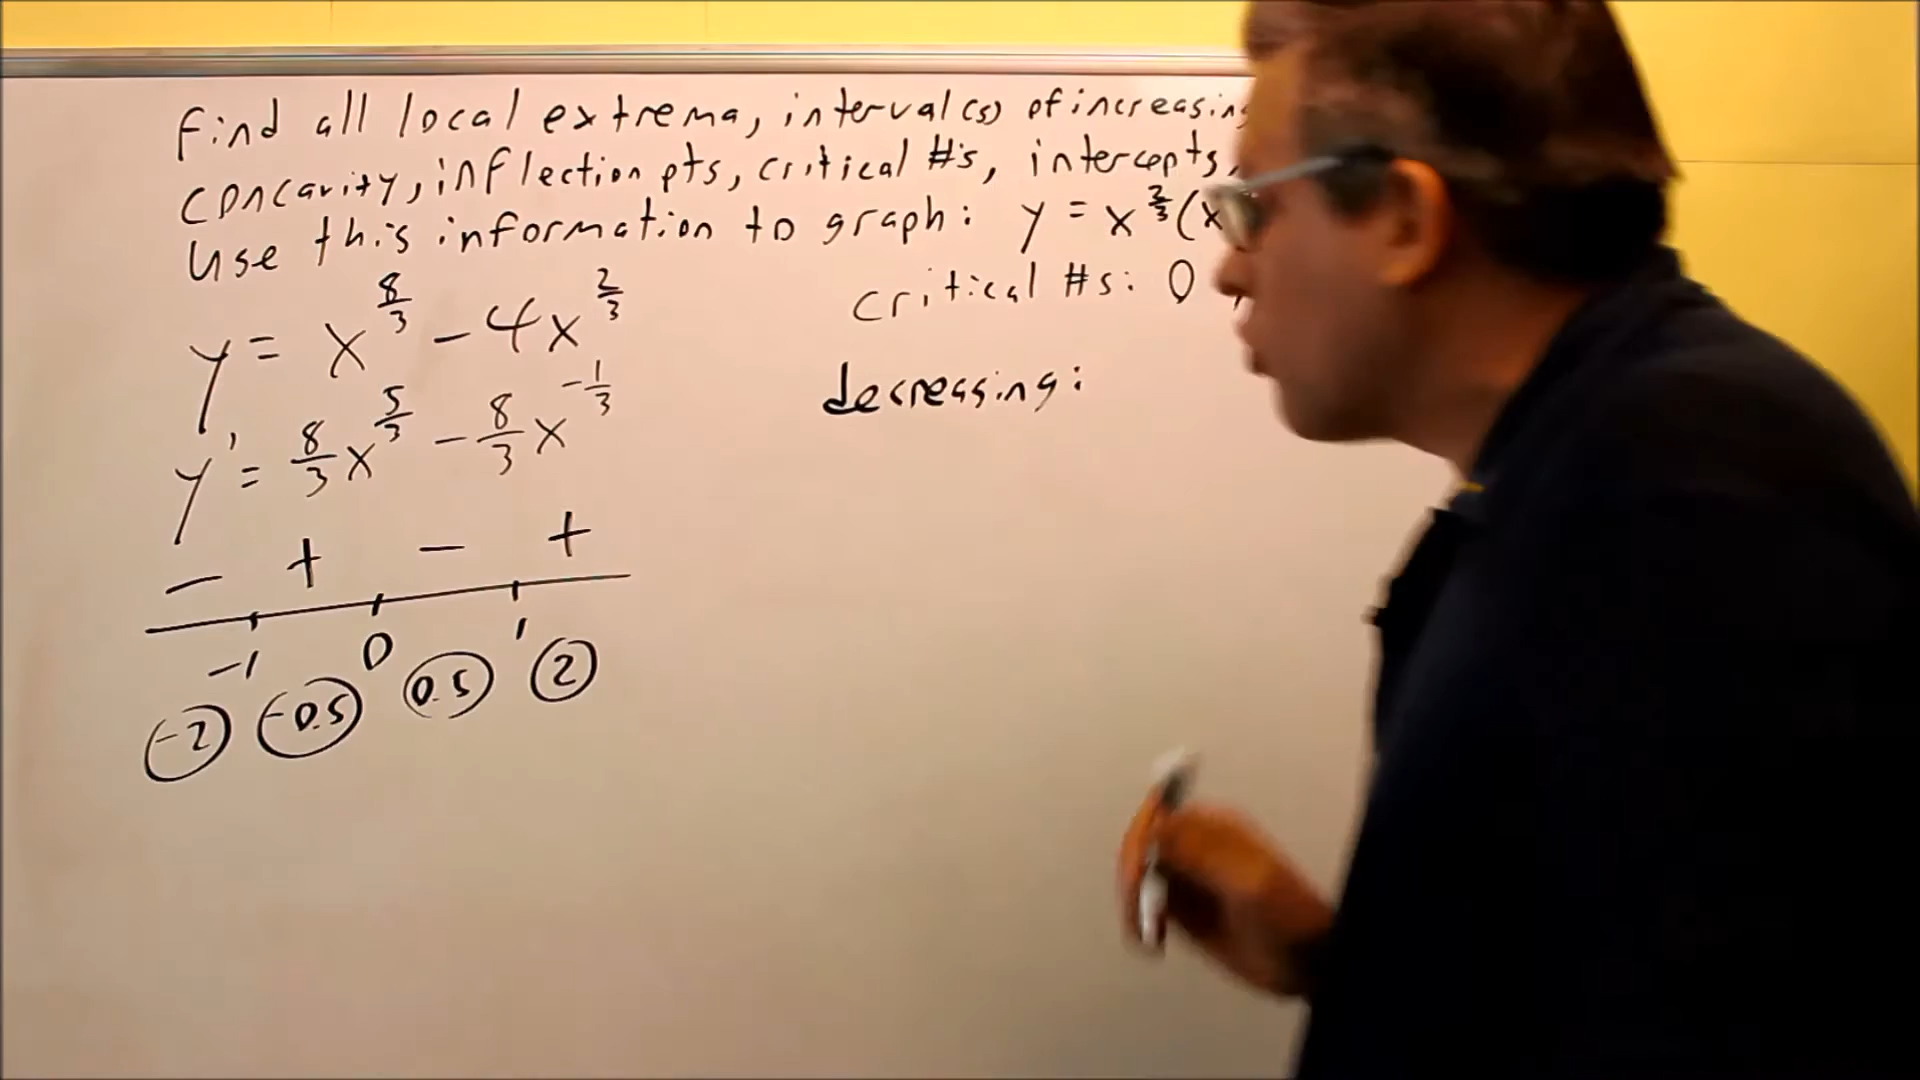 Find all local extrema, interval(s) of increasing
concavity, inflection pts, critical #'s, intercepts,
Use this information to graph: y = x^{2/3}(x
y = x^{8/3} - 4x^{2/3}
critical #s: 0
y' = 8/3 x^{5/3} - 8/3 x^{-1/3}
decreasing:
- + - +
-1 0 1
-2 -0.5 0.5 2